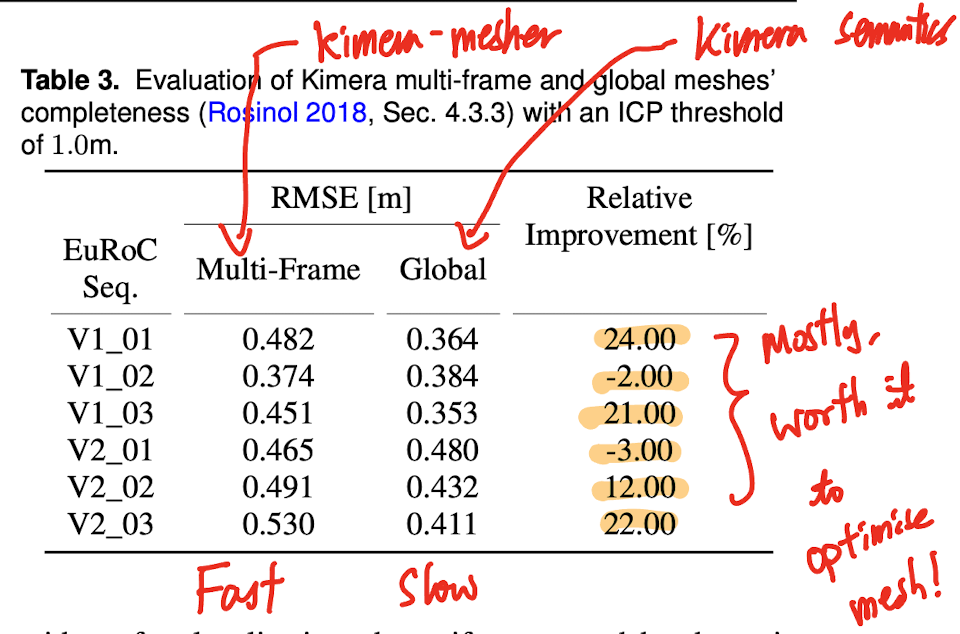 kimera-mesher
Kimera semantics
Table 3. Evaluation of Kimera multi-frame and global meshes'
completeness (Rosinol 2018, Sec. 4.3.3) with an ICP threshold
of 1.0m.
RMSE [m] Relative
Improvement [%]
EuRoC
Seq.
Multi-Frame Global
V1_01 0.482 0.364 24.00
V1_02 0.374 0.384 -2.00
V1_03 0.451 0.353 21.00
V2_01 0.465 0.480 -3.00
V2_02 0.491 0.432 12.00
V2_03 0.530 0.411 22.00
mostly,
worth it
to
optimise
mesh!
Fast Slow